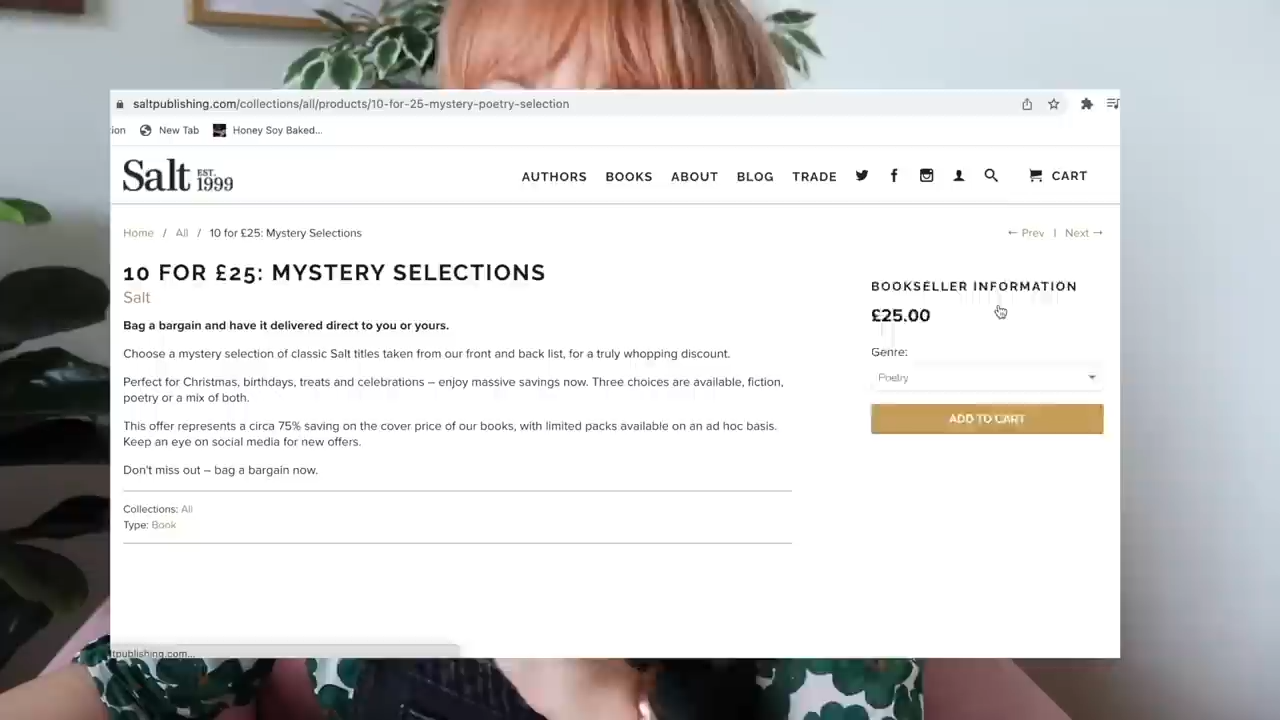 saltpublishing.com/collections/all/products/10-for-25-mystery-poetry-selection
ion New Tab Honey Soy Baked...
Salt EST. 1999
AUTHORS BOOKS ABOUT BLOG TRADE CART
Home / All / 10 for £25: Mystery Selections
← Prev | Next →
10 FOR £25: MYSTERY SELECTIONS
Salt
Bag a bargain and have it delivered direct to you or yours.
Choose a mystery selection of classic Salt titles taken from our front and back list, for a truly whopping discount.
Perfect for Christmas, birthdays, treats and celebrations – enjoy massive savings now. Three choices are available, fiction,
poetry or a mix of both.
This offer represents a circa 75% saving on the cover price of our books, with limited packs available on an ad hoc basis.
Keep an eye on social media for new offers.
Don't miss out – bag a bargain now.
Collections: All
Type: Book
BOOKSELLER INFORMATION
£25.00
Genre:
Poetry
ADD TO CART
tpublishing.com...